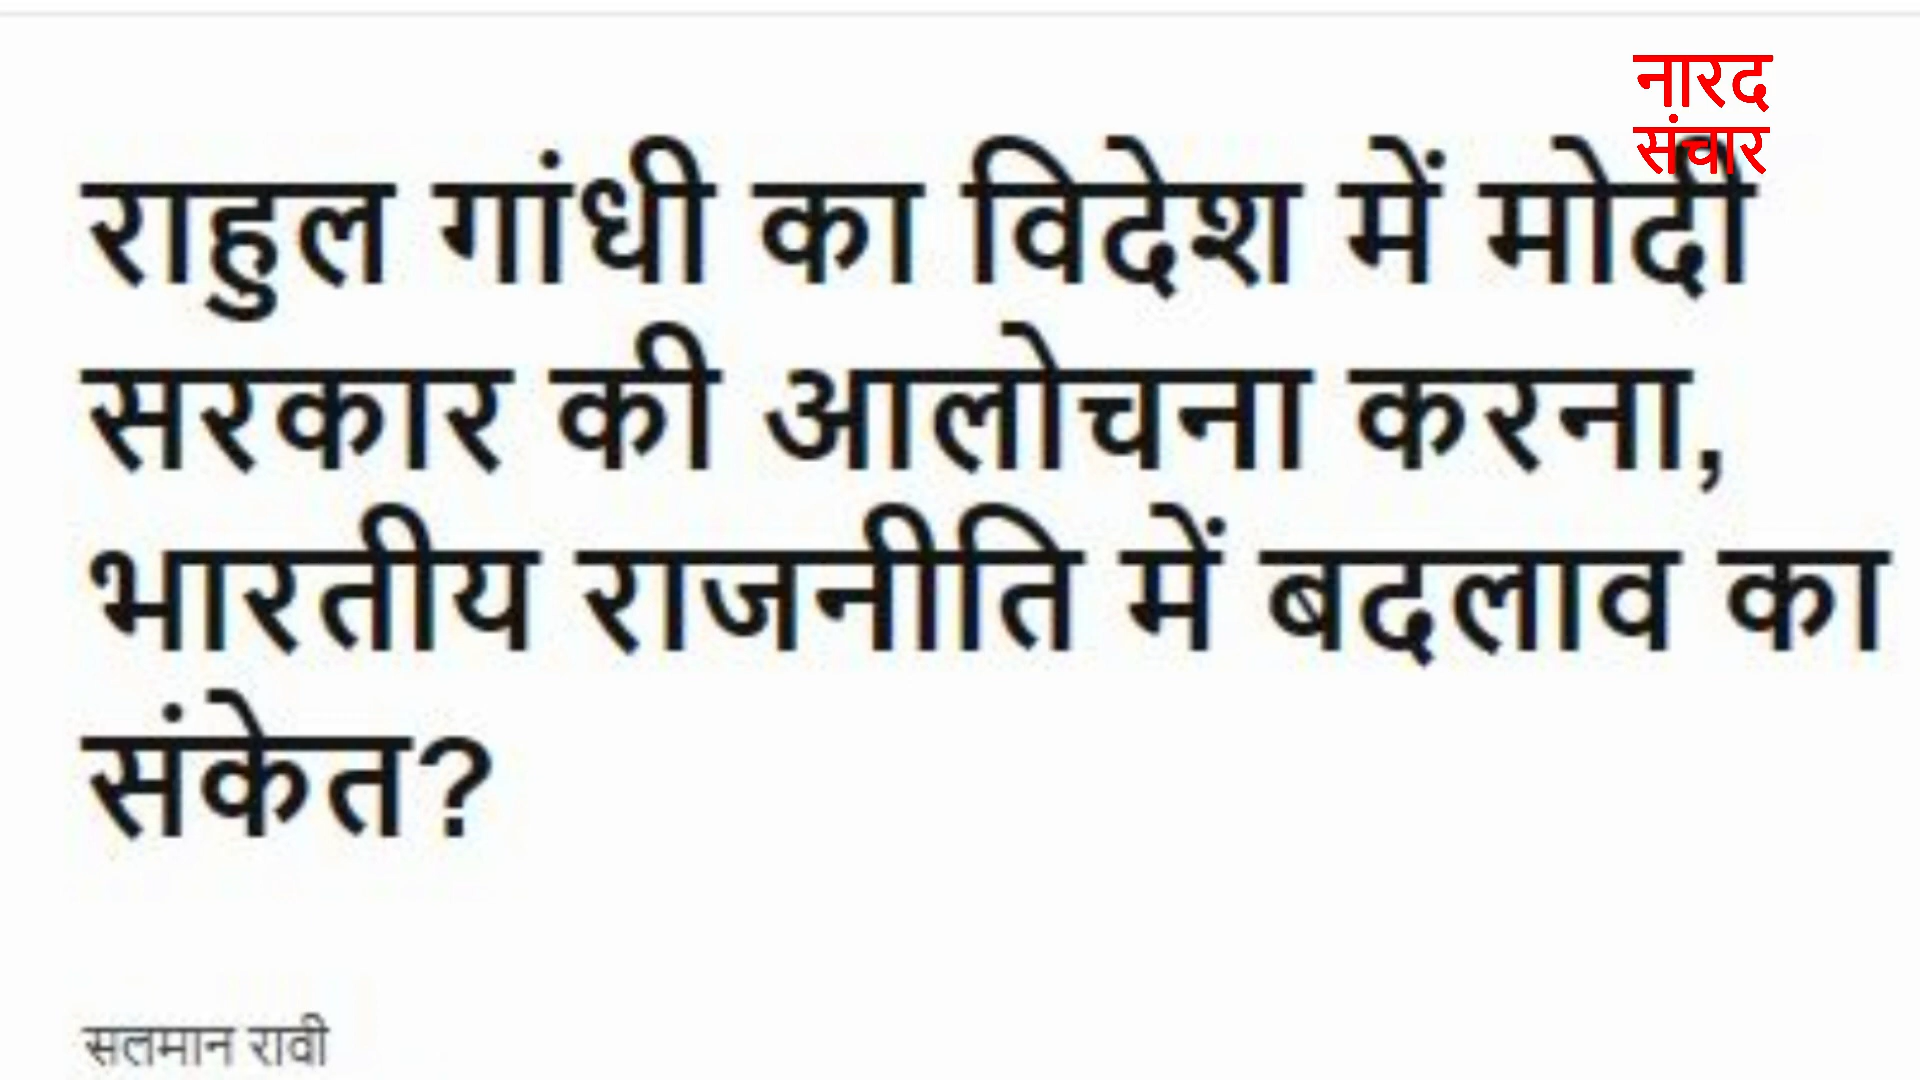 नारद
संचार
राहुल गांधी का विदेश में मोदी
सरकार की आलोचना करना,
भारतीय राजनीति में बदलाव का
संकेत?
सलमान रावी